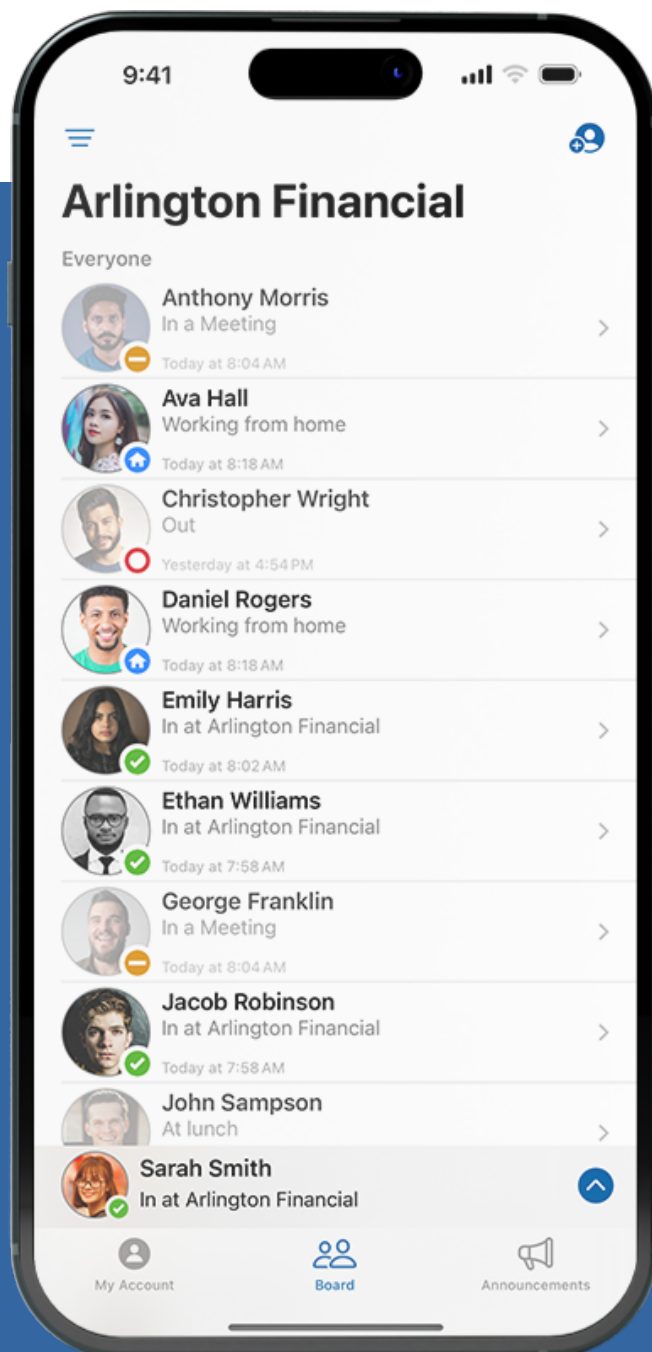 9:41
Arlington Financial
Everyone
Anthony Morris
In a Meeting
Today at 8:04 AM
Ava Hall
Working from home
Today at 8:18 AM
Christopher Wright
Out
Yesterday at 4:54 PM
Daniel Rogers
Working from home
Today at 8:18 AM
Emily Harris
In at Arlington Financial
Today at 8:02 AM
Ethan Williams
In at Arlington Financial
Today at 7:58 AM
George Franklin
In a Meeting
Today at 8:04 AM
Jacob Robinson
In at Arlington Financial
Today at 7:58 AM
John Sampson
At lunch
Sarah Smith
In at Arlington Financial
My Account
Board
Announcements